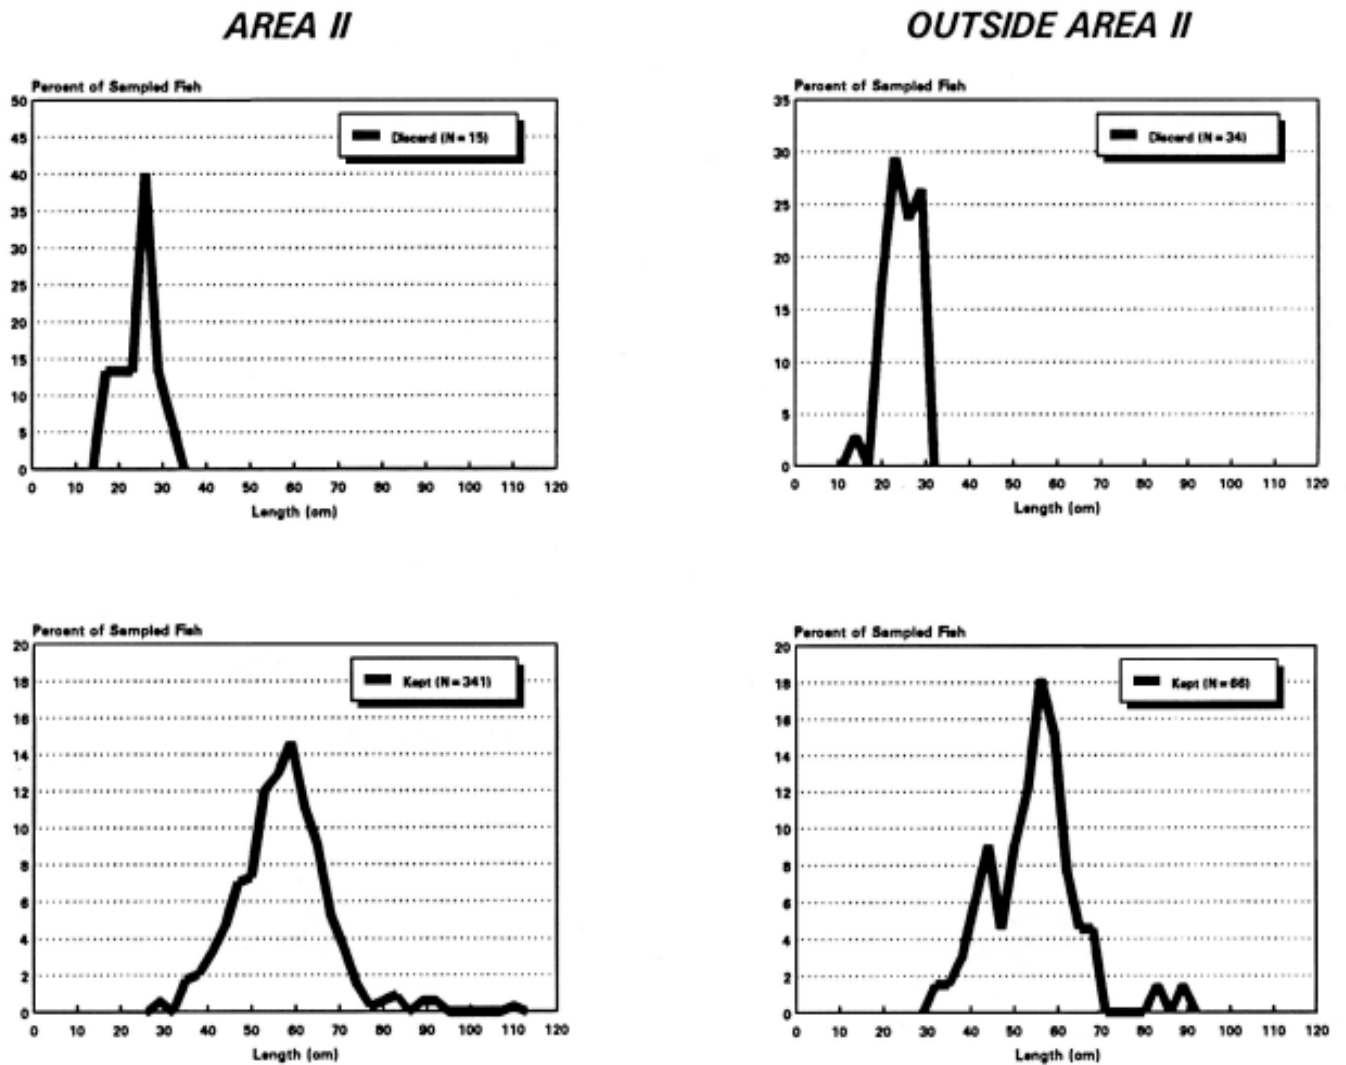 AREA II
OUTSIDE AREA II
Percent of Sampled Fish
50
45
40
35
30
25
20
15
10
5
0
Discard (N = 15)
0 10 20 30 40 50 60 70 80 90 100 110 120
Length (cm)
Percent of Sampled Fish
35
30
25
20
15
10
5
0
Discard (N = 34)
0 10 20 30 40 50 60 70 80 90 100 110 120
Length (cm)
Percent of Sampled Fish
20
18
16
14
12
10
8
6
4
2
0
Kept (N = 341)
0 10 20 30 40 50 60 70 80 90 100 110 120
Length (cm)
Percent of Sampled Fish
20
18
16
14
12
10
8
6
4
2
0
Kept (N = 66)
0 10 20 30 40 50 60 70 80 90 100 110 120
Length (cm)